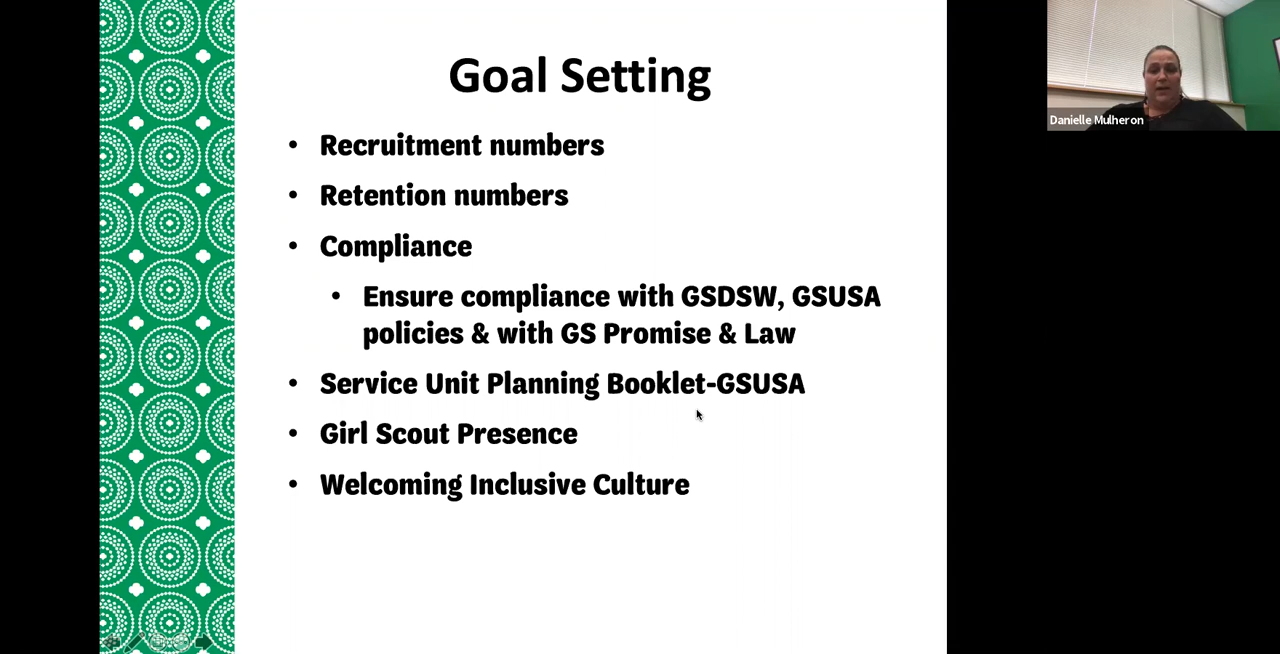 Goal Setting
• Recruitment numbers
• Retention numbers
• Compliance
• Ensure compliance with GSDSW, GSUSA
policies & with GS Promise & Law
• Service Unit Planning Booklet-GSUSA
• Girl Scout Presence
• Welcoming Inclusive Culture
Danielle Mulheron